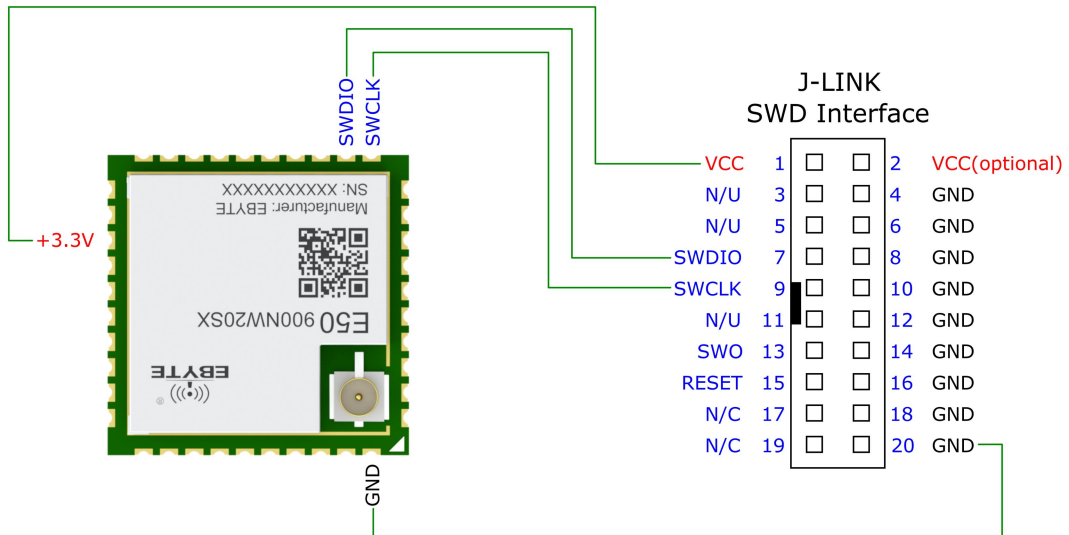 SWDIO
SWCLK
J-LINK
SWD Interface
+3.3V
SN: XXXXXXXXXXXX
Manufacturer: EBYTE
E50 900NW20SX
EBYTE
®
GND
VCC 1 2 VCC(optional)
N/U 3 4 GND
N/U 5 6 GND
SWDIO 7 8 GND
SWCLK 9 10 GND
N/U 11 12 GND
SWO 13 14 GND
RESET 15 16 GND
N/C 17 18 GND
N/C 19 20 GND